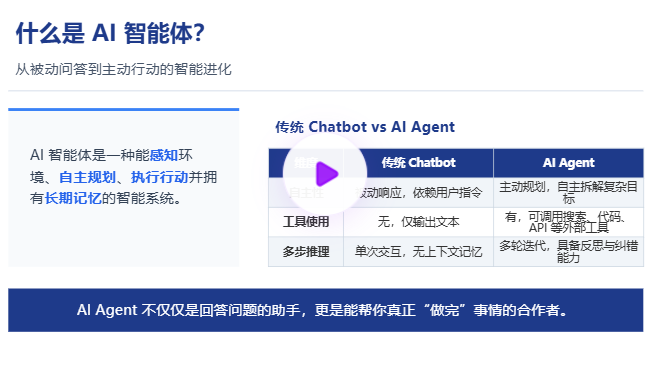 什么是 AI 智能体？
从被动问答到主动行动的智能进化
AI 智能体是一种能感知环
境、自主规划、执行行动并拥
有长期记忆的智能系统。
传统 Chatbot vs AI Agent
传统 Chatbot
AI Agent
被动响应，依赖用户指令
主动规划，自主拆解复杂目
标
工具使用
无，仅输出文本
有，可调用搜索、代码、
API 等外部工具
多步推理
单次交互，无上下文记忆
多轮迭代，具备反思与纠错
能力
AI Agent 不仅仅是回答问题的助手，更是能帮你真正“做完”事情的合作者。